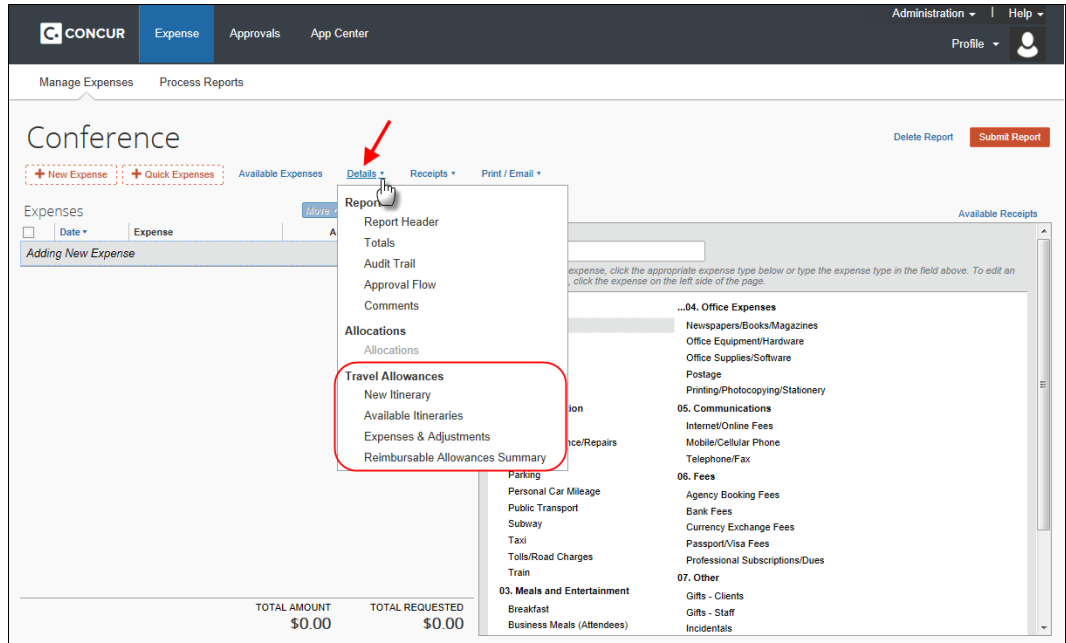 Administration
Help
C. CONCUR
Expense
Approvals
App Center
Profile
Manage Expenses
Process Reports
Conference
Delete Report
Submit Report
+ New Expense
+ Quick Expenses
Available Expenses
Details
Receipts
Print / Email
Expenses
Move
Available Receipts
Date
Expense
A
Adding New Expense
Report
Report Header
Totals
Audit Trail
Approval Flow
Comments
Allocations
Allocations
Travel Allowances
New Itinerary
Available Itineraries
Expenses & Adjustments
Reimbursable Allowances Summary
expense, click the appropriate expense type below or type the expense type in the field above. To edit an
, click the expense on the left side of the page.
ion
nce/Repairs
Parking
Personal Car Mileage
Public Transport
Subway
Taxi
Tolls/Road Charges
Train
03. Meals and Entertainment
Breakfast
Business Meals (Attendees)
...04. Office Expenses
Newspapers/Books/Magazines
Office Equipment/Hardware
Office Supplies/Software
Postage
Printing/Photocopying/Stationery
05. Communications
Internet/Online Fees
Mobile/Cellular Phone
Telephone/Fax
06. Fees
Agency Booking Fees
Bank Fees
Currency Exchange Fees
Passport/Visa Fees
Professional Subscriptions/Dues
07. Other
Gifts - Clients
Gifts - Staff
Incidentals
TOTAL AMOUNT
$0.00
TOTAL REQUESTED
$0.00